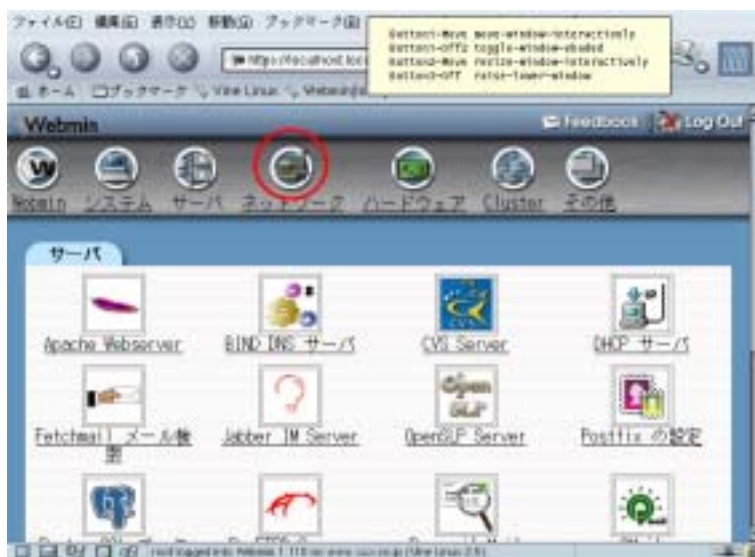 ファイル(E) 編集(E) 表示(V) 移動(G) ブックマーク(B)
Button1-Move move-window-interactively
Button1-Off2 toggle-window-shaded
Button2-Move resize-window-interactively
Button3-Off raise-lower-window
ホーム ブックマーク Vine Linux
Webmin
Feedback Log Out
Webmin システム サーバ ネットワーク ハードウェア Cluster その他
サーバ
Apache Webserver BIND DNS サーバ CVS Server DHCP サーバ
Fetchmail メール検索 Jabber IM Server OpenSLP Server Postfix の設定